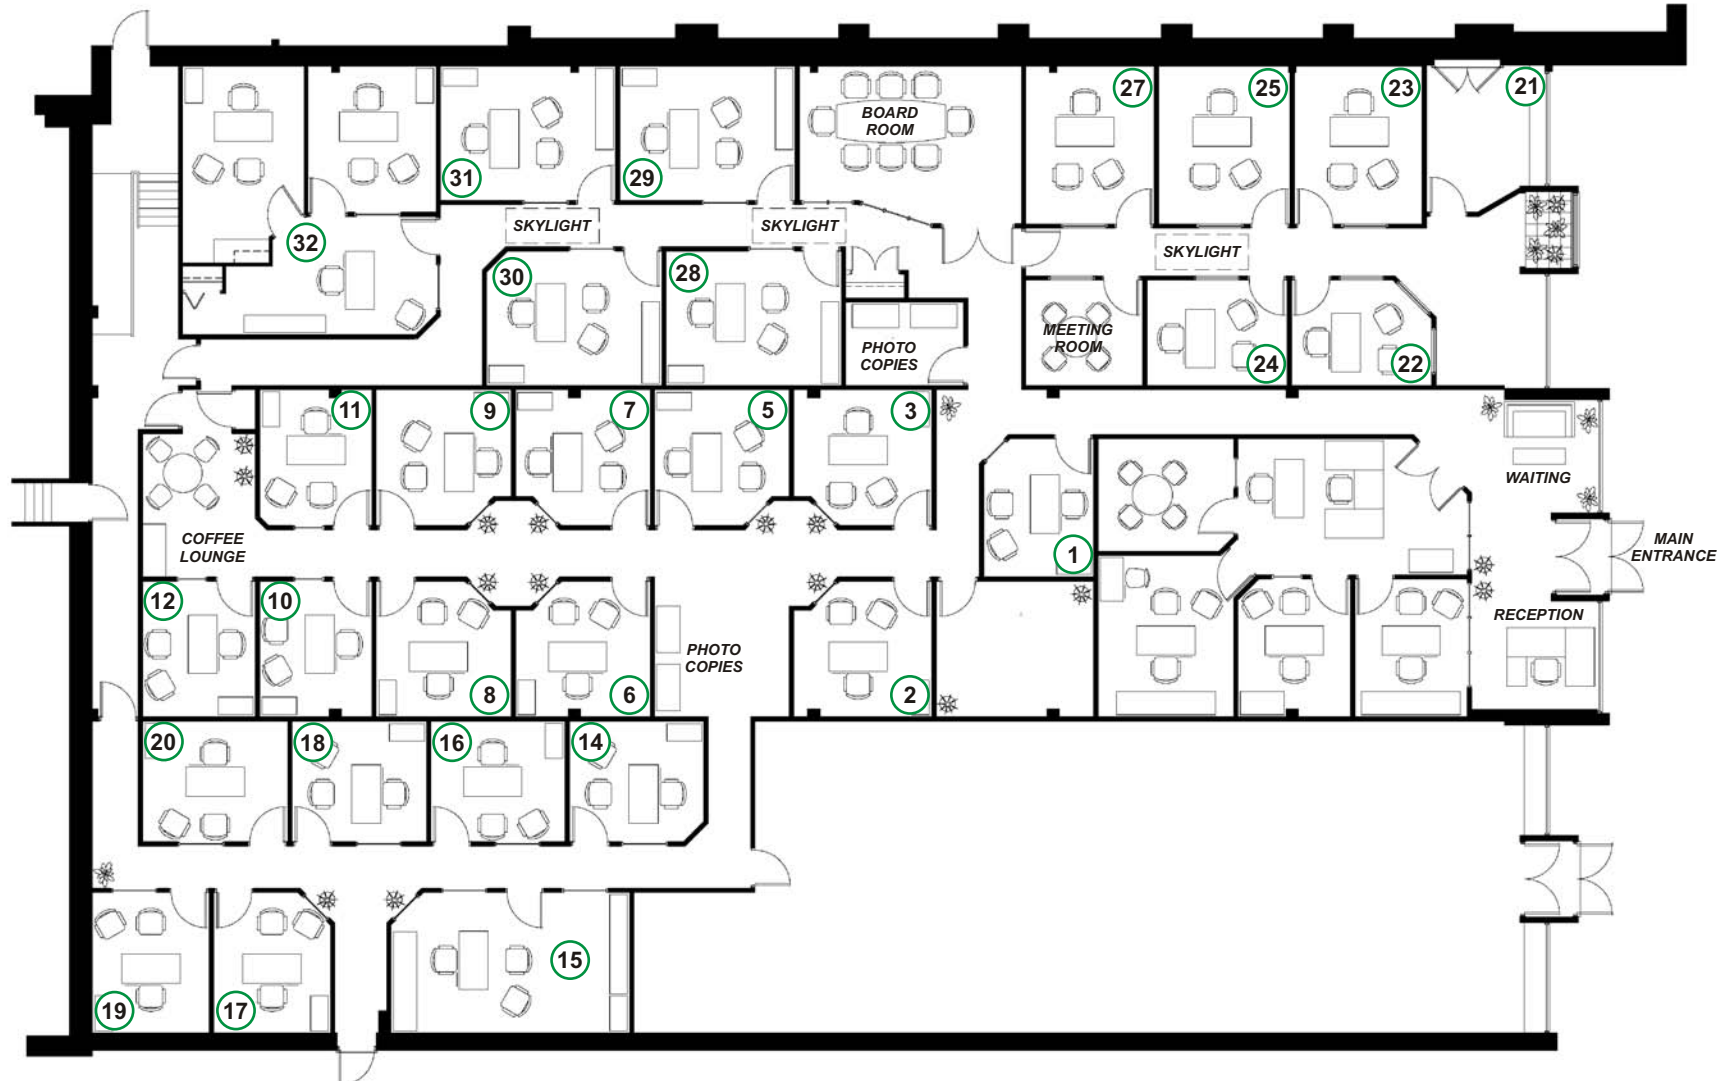 27
25
23
21
BOARD
ROOM
31
29
SKYLIGHT
SKYLIGHT
32
SKYLIGHT
30
28
MEETING
ROOM
PHOTO
COPIES
24
22
11
9
7
5
3
WAITING
COFFEE
LOUNGE
1
MAIN
ENTRANCE
12
10
RECEPTION
PHOTO
COPIES
8
6
2
20
18
16
14
15
19
17